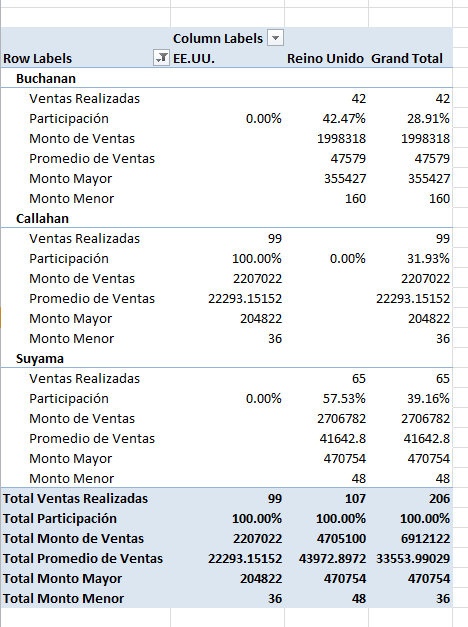 Column Labels
Row Labels EE.UU. Reino Unido Grand Total
Buchanan
Ventas Realizadas 42 42
Participación 0.00% 42.47% 28.91%
Monto de Ventas 1998318 1998318
Promedio de Ventas 47579 47579
Monto Mayor 355427 355427
Monto Menor 160 160
Callahan
Ventas Realizadas 99 99
Participación 100.00% 0.00% 31.93%
Monto de Ventas 2207022 2207022
Promedio de Ventas 22293.15152 22293.15152
Monto Mayor 204822 204822
Monto Menor 36 36
Suyama
Ventas Realizadas 65 65
Participación 0.00% 57.53% 39.16%
Monto de Ventas 2706782 2706782
Promedio de Ventas 41642.8 41642.8
Monto Mayor 470754 470754
Monto Menor 48 48
Total Ventas Realizadas 99 107 206
Total Participación 100.00% 100.00% 100.00%
Total Monto de Ventas 2207022 4705100 6912122
Total Promedio de Ventas 22293.15152 43972.8972 33553.99029
Total Monto Mayor 204822 470754 470754
Total Monto Menor 36 48 36